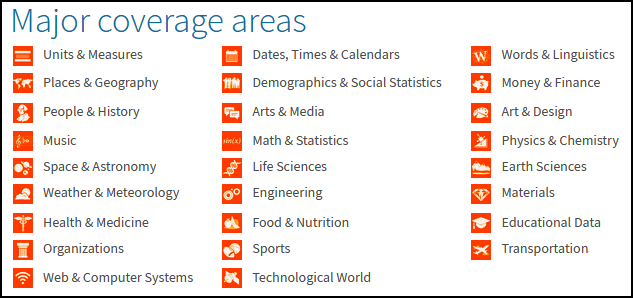 Major coverage areas
Units & Measures
Dates, Times & Calendars
W Words & Linguistics
Places & Geography
Demographics & Social Statistics
$ Money & Finance
People & History
Arts & Media
Art & Design
Music
sin(x) Math & Statistics
Physics & Chemistry
Space & Astronomy
Life Sciences
Earth Sciences
Weather & Meteorology
Engineering
Materials
Health & Medicine
Food & Nutrition
Educational Data
Organizations
Sports
Transportation
Web & Computer Systems
Technological World